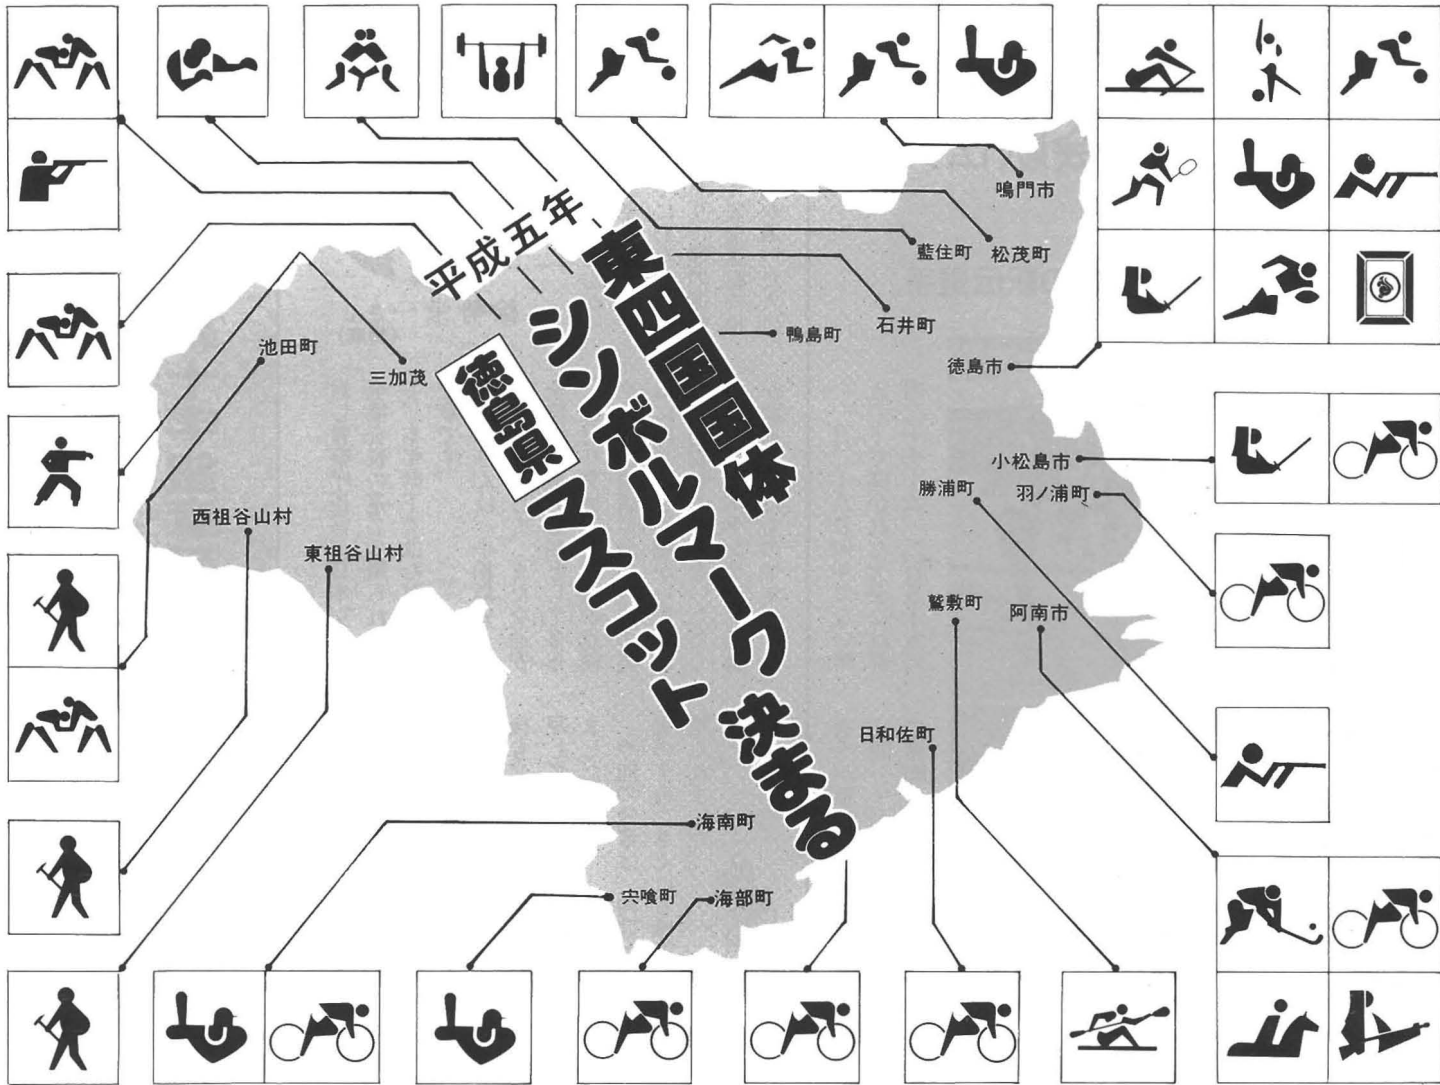 平成五年
東四国国体
シンボルマーク 決まる
徳島県 マスコット
鳴門市
藍住町
松茂町
石井町
鴨島町
徳島市
池田町
三加茂
小松島市
羽ノ浦町
勝浦町
西祖谷山村
東祖谷山村
鷲敷町
阿南市
日和佐町
海南町
宍喰町
海部町